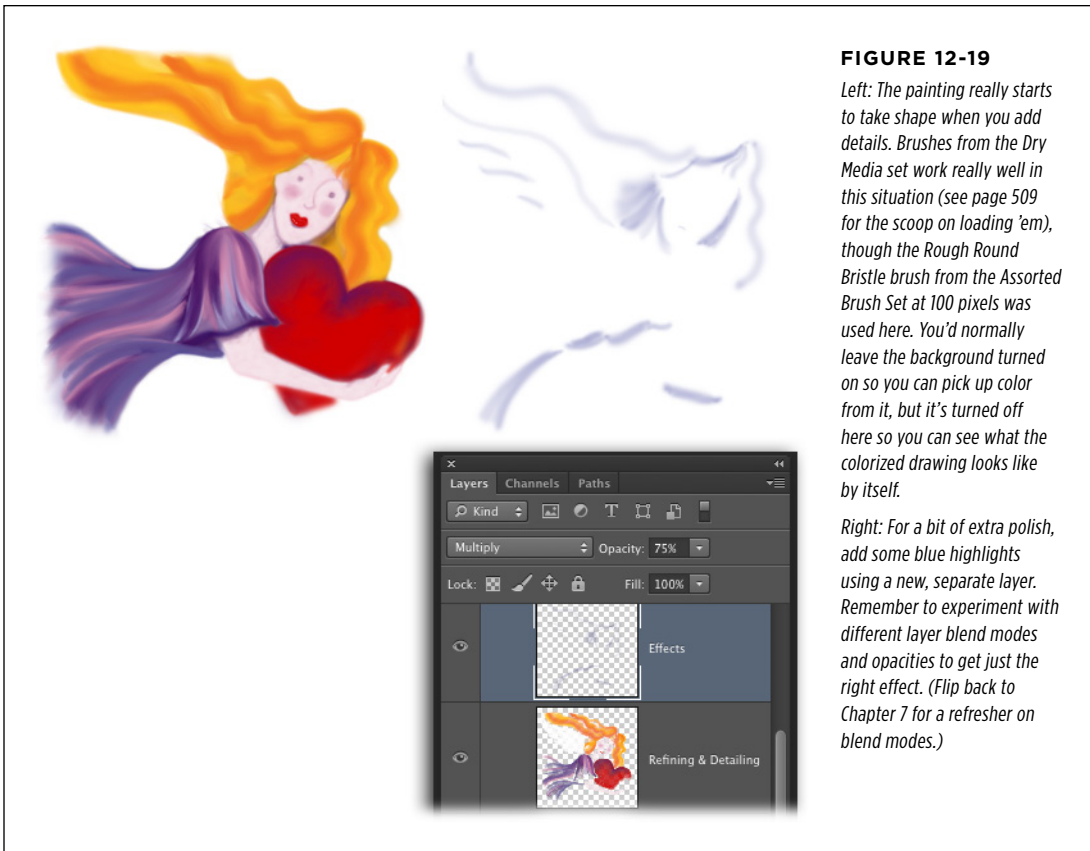 FIGURE 12-19
Left: The painting really starts
to take shape when you add
details. Brushes from the Dry
Media set work really well in
this situation (see page 509
for the scoop on loading ’em),
though the Rough Round
Bristle brush from the Assorted
Brush Set at 100 pixels was
used here. You’d normally
leave the background turned
on so you can pick up color
from it, but it’s turned off
here so you can see what the
colorized drawing looks like
by itself.
Right: For a bit of extra polish,
add some blue highlights
using a new, separate layer.
Remember to experiment with
different layer blend modes
and opacities to get just the
right effect. (Flip back to
Chapter 7 for a refresher on
blend modes.)
Layers Channels Paths
Kind T
Multiply Opacity: 75%
Lock: Fill: 100%
Effects
Refining & Detailing